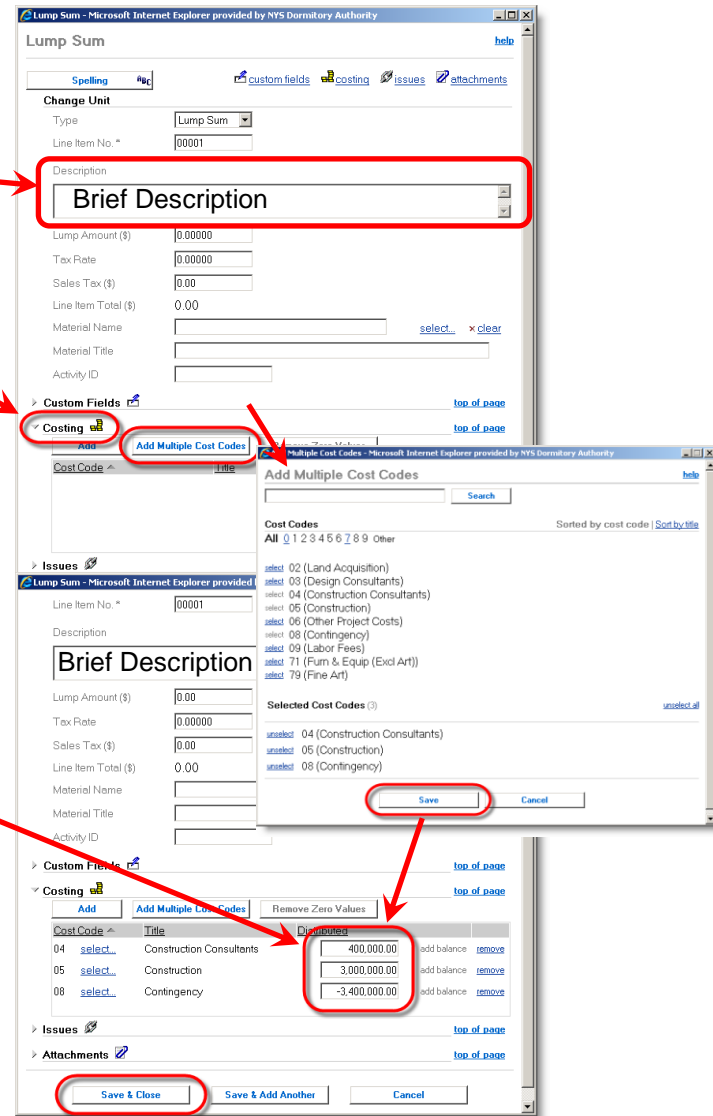 Lump Sum - Microsoft Internet Explorer provided by NYS Dormitory Authority
Lump Sum help
Spelling ABC custom fields costing issues attachments
Change Unit
Type Lump Sum
Line Item No. * 00001
Description
Brief Description
Lump Amount ($) 0.00000
Tax Rate 0.00000
Sales Tax ($) 0.00
Line Item Total ($) 0.00
Material Name select... × clear
Material Title
Activity ID
Custom Fields top of page
Costing top of page
Add Add Multiple Cost Codes Remove Zero Values
Cost Code Title
Issues
Multiple Cost Codes - Microsoft Internet Explorer provided by NYS Dormitory Authority
Add Multiple Cost Codes help
Search
Cost Codes Sorted by cost code | Sort by title
All 0 1 2 3 4 5 6 7 8 9 Other
select 02 (Land Acquisition)
select 03 (Design Consultants)
select 04 (Construction Consultants)
select 05 (Construction)
select 06 (Other Project Costs)
select 08 (Contingency)
select 09 (Labor Fees)
select 71 (Furn & Equip (Excl Art))
select 79 (Fine Art)
Selected Cost Codes (3) unselect all
unselect 04 (Construction Consultants)
unselect 05 (Construction)
unselect 08 (Contingency)
Save Cancel
Lump Sum - Microsoft Internet Explorer provided
Line Item No. * 00001
Description
Brief Description
Lump Amount ($) 0.00
Tax Rate 0.00000
Sales Tax ($) 0.00
Line Item Total ($) 0.00
Material Name
Material Title
Activity ID
Custom Fields top of page
Costing top of page
Add Add Multiple Cost Codes Remove Zero Values
Cost Code Title Distributed
04 select... Construction Consultants 400,000.00 add balance remove
05 select... Construction 3,000,000.00 add balance remove
08 select... Contingency -3,400,000.00 add balance remove
Issues top of page
Attachments top of page
Save & Close Save & Add Another Cancel